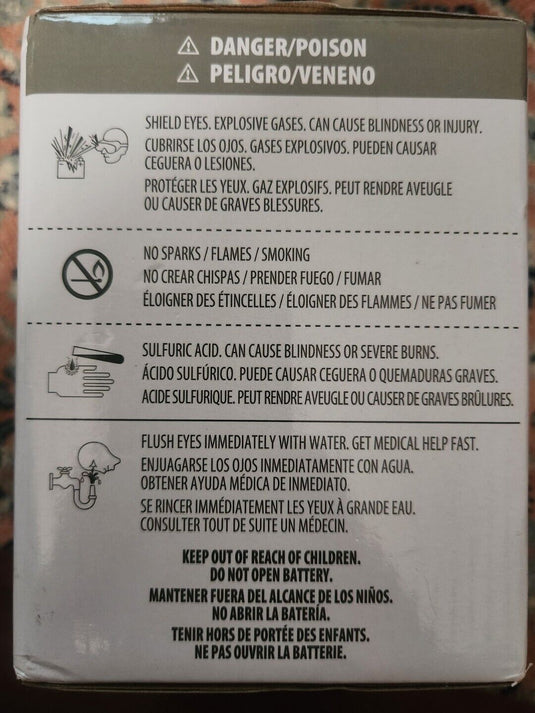 ⚠ DANGER/POISON
⚠ PELIGRO/VENENO
SHIELD EYES. EXPLOSIVE GASES. CAN CAUSE BLINDNESS OR INJURY.
CUBRIRSE LOS OJOS. GASES EXPLOSIVOS. PUEDEN CAUSAR
CEGUERA O LESIONES.
PROTÉGER LES YEUX. GAZ EXPLOSIFS. PEUT RENDRE AVEUGLE
OU CAUSER DE GRAVES BLESSURES.
NO SPARKS / FLAMES / SMOKING
NO CREAR CHISPAS / PRENDER FUEGO / FUMAR
ÉLOIGNER DES ÉTINCELLES / ÉLOIGNER DES FLAMMES / NE PAS FUMER
SULFURIC ACID. CAN CAUSE BLINDNESS OR SEVERE BURNS.
ÁCIDO SULFÚRICO. PUEDE CAUSAR CEGUERA O QUEMADURAS GRAVES.
ACIDE SULFURIQUE. PEUT RENDRE AVEUGLE OU CAUSER DE GRAVES BRÛLURES.
FLUSH EYES IMMEDIATELY WITH WATER. GET MEDICAL HELP FAST.
ENJUAGARSE LOS OJOS INMEDIATAMENTE CON AGUA.
OBTENER AYUDA MÉDICA DE INMEDIATO.
SE RINCER IMMÉDIATEMENT LES YEUX À GRANDE EAU.
CONSULTER TOUT DE SUITE UN MÉDECIN.
KEEP OUT OF REACH OF CHILDREN.
DO NOT OPEN BATTERY.
MANTENER FUERA DEL ALCANCE DE LOS NIÑOS.
NO ABRIR LA BATERÍA.
TENIR HORS DE PORTÉE DES ENFANTS.
NE PAS OUVRIR LA BATTERIE.